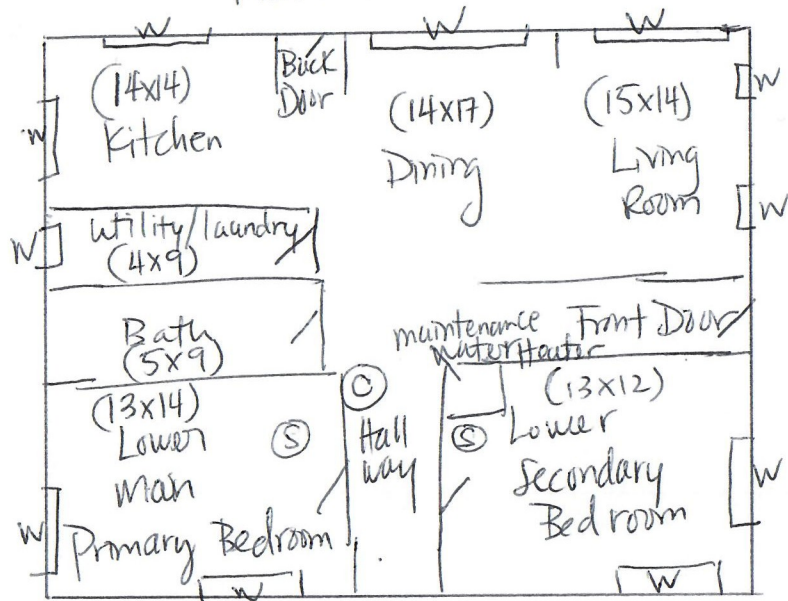 W
W
W
(14x14)
Kitchen
Back
Door
(14x17)
Dining
(15x14)
Living
Room
W
W
W
W
utility/laundry
(4x9)
Bath
(5x9)
maintenance
water Heater
Front Door
(13x14)
Lower
Main
Primary Bedroom
S
C
Hall
way
S
(13x12)
Lower
Secondary
Bedroom
W
W
W
W